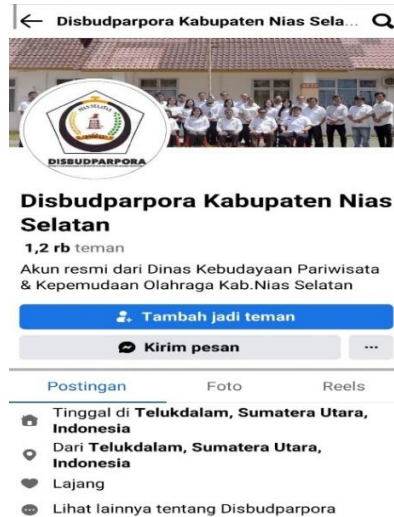 Disbudparpora Kabupaten Nias Sela...
NIAS SELATAN
DISBUDPARPORA
Disbudparpora Kabupaten Nias
Selatan
1,2 rb teman
Akun resmi dari Dinas Kebudayaan Pariwisata
& Kepemudaan Olahraga Kab.Nias Selatan
Tambah jadi teman
Kirim pesan
Postingan Foto Reels
Tinggal di Telukdalam, Sumatera Utara,
Indonesia
Dari Telukdalam, Sumatera Utara,
Indonesia
Lajang
Lihat lainnya tentang Disbudparpora